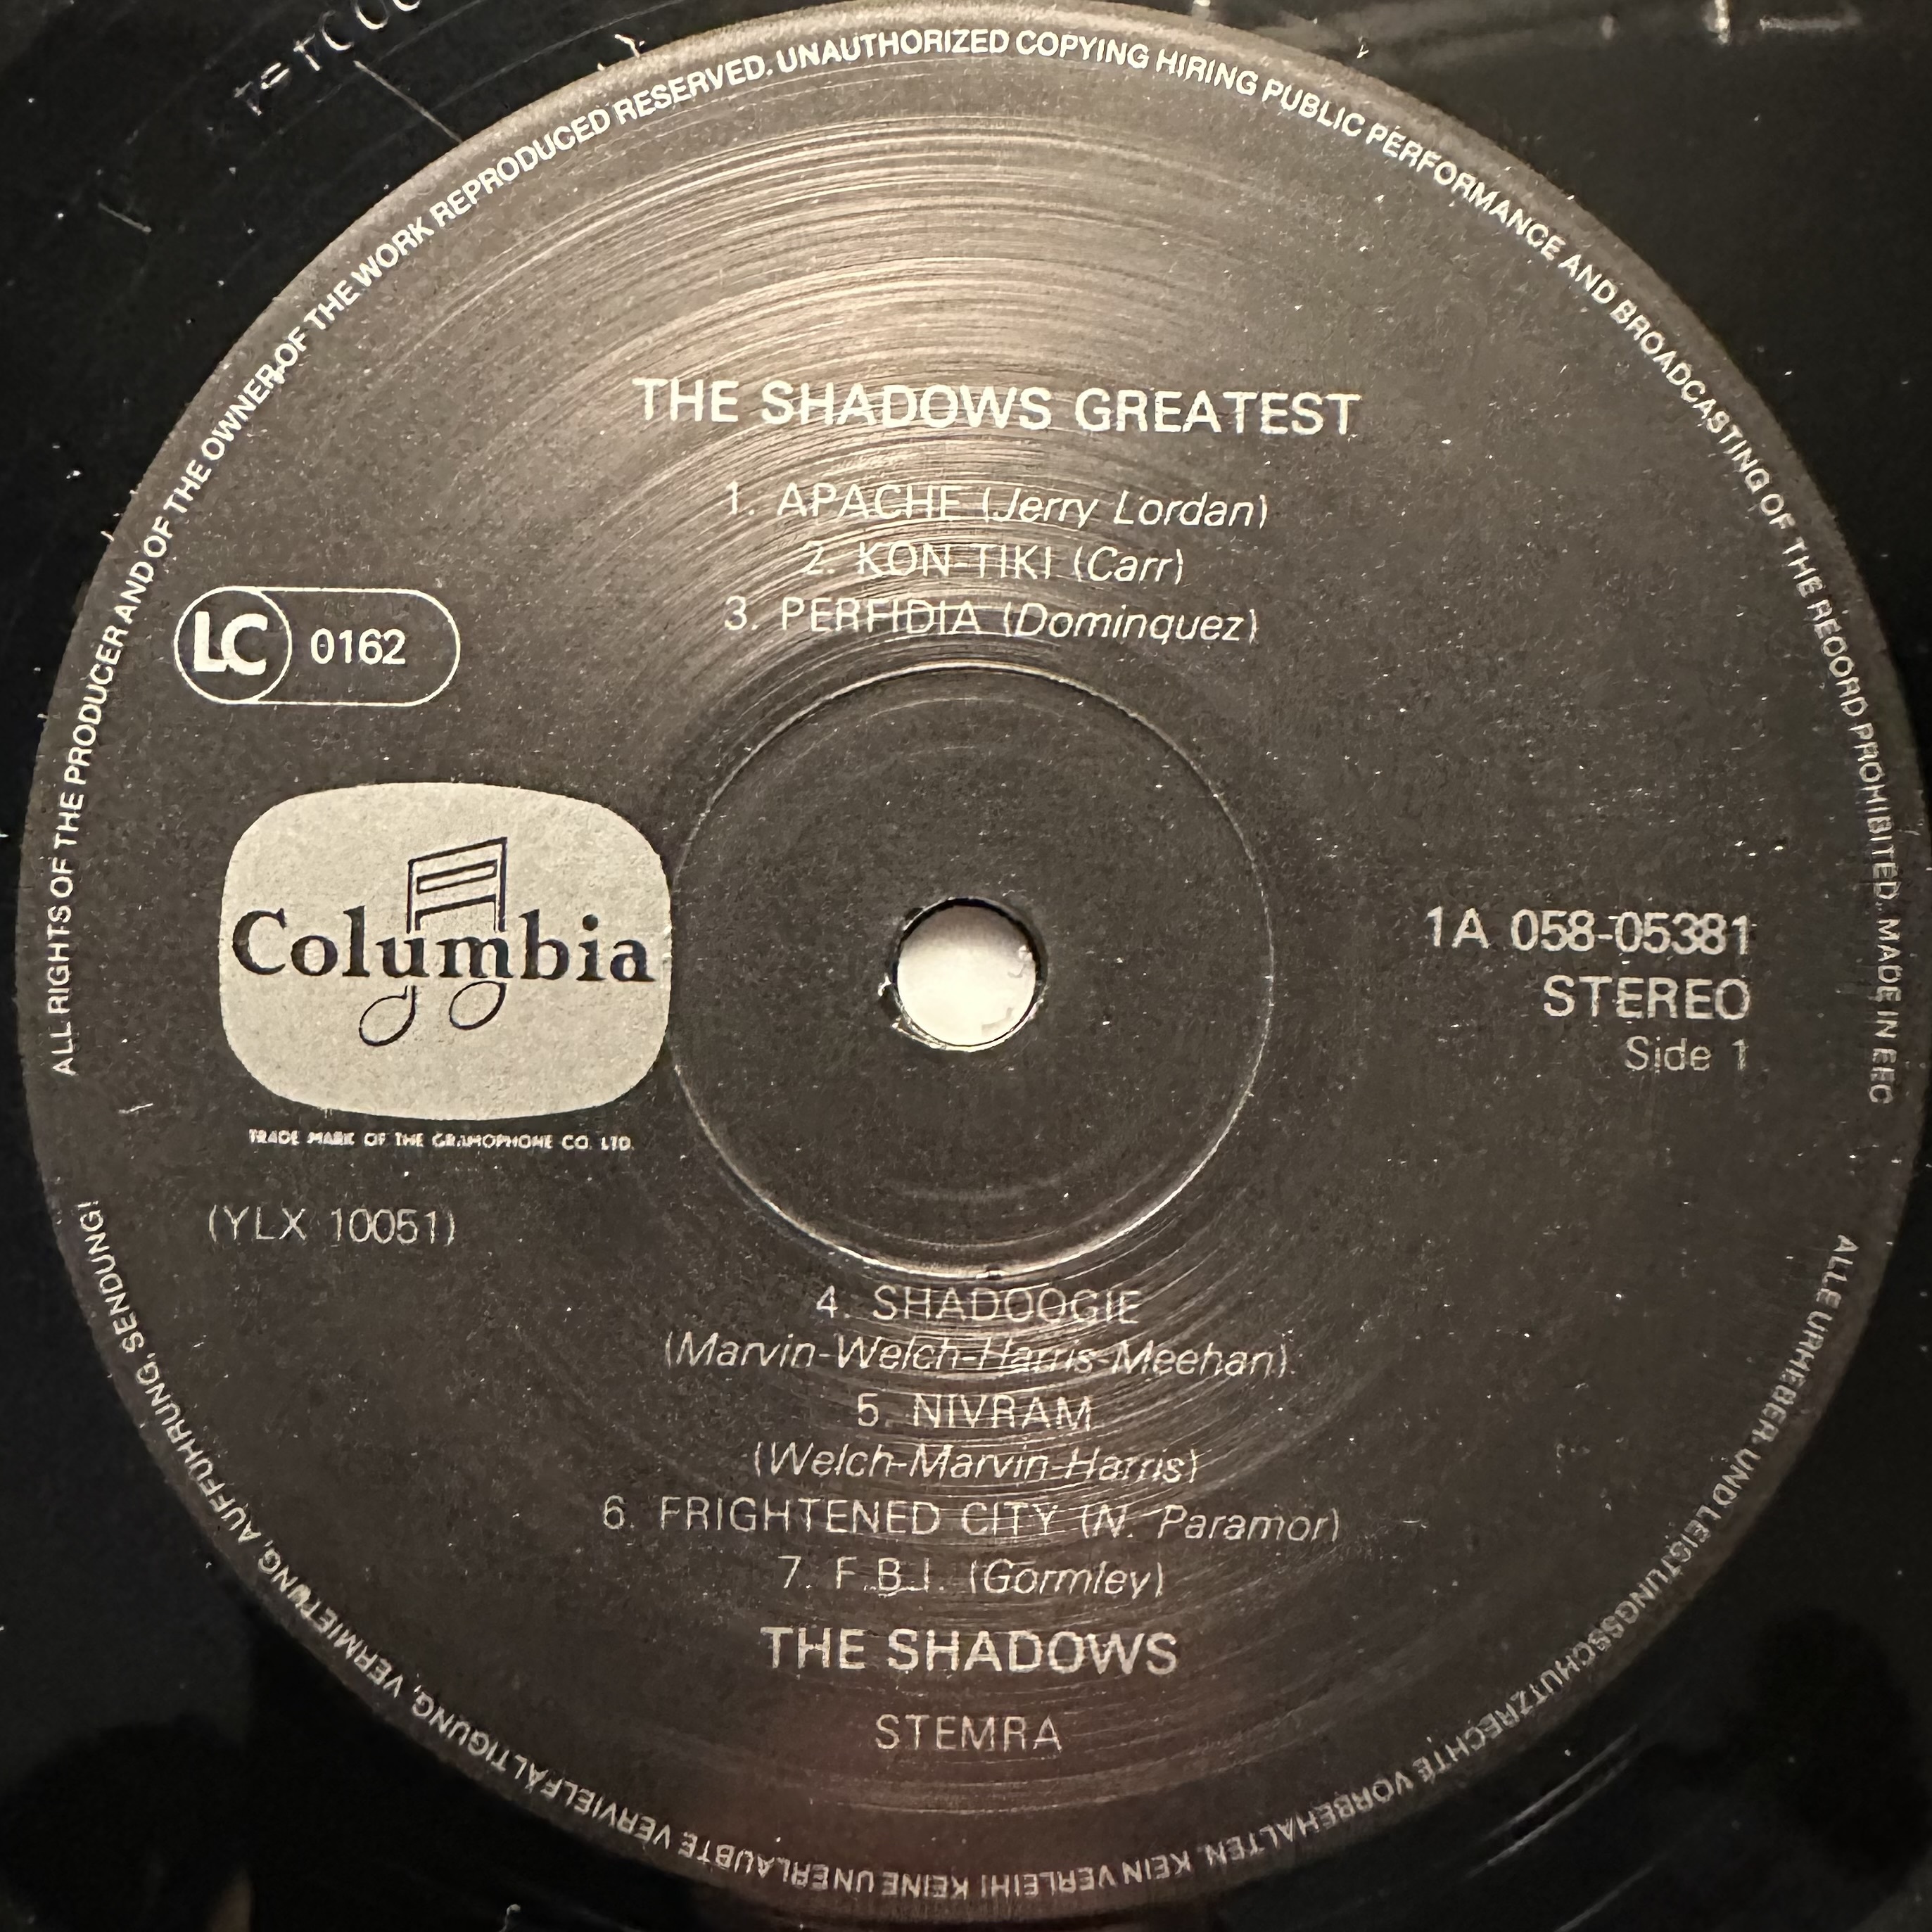 ALL RIGHTS OF THE PRODUCER AND OF THE OWNER OF THE WORK REPRODUCED RESERVED. UNAUTHORIZED COPYING HIRING PUBLIC PERFORMANCE AND BROADCASTING OF THE RECORD PROHIBITED. MADE IN EEC
THE SHADOWS GREATEST
1. APACHE (Jerry Lordan)
2. KON-TIKI (Carr)
3. PERFIDIA (Dominquez)
LC 0162
Columbia
TRADE MARK OF THE GRAMOPHONE CO. LTD.
1A 058-05381
STEREO
Side 1
(YLX 10051)
4. SHADOOGIE
(Marvin-Welch-Harris-Meehan).
5. NIVRAM
(Welch-Marvin-Harris)
6. FRIGHTENED CITY (N. Paramor)
7. F.B.I. (Gormley)
THE SHADOWS
STEMRA
ALLE URHEBER- UND LEISTUNGSSCHUTZRECHTE VORBEHALTEN. KEIN VERLEIH! KEINE UNERLAUBTE VERVIELFÄLTIGUNG, VERMIETUNG, AUFFÜHRUNG, SENDUNG!